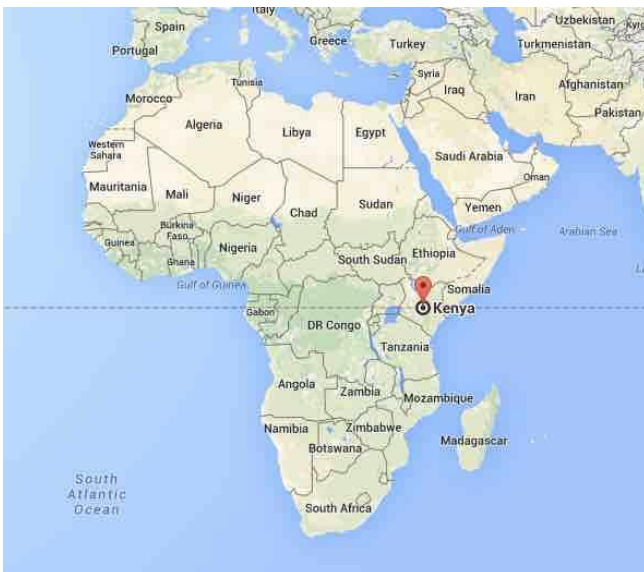 Italy
Uzbekistan
Kyrg
Spain
Portugal
Greece
Turkey
Turkmenistan
Tunisia
Syria
Afghanistan
Morocco
Iraq
Iran
Pakistan
Algeria
Libya
Egypt
Western
Sahara
Saudi Arabia
Oman
Mauritania
Mali
Niger
Sudan
Yemen
Chad
Burkina
Faso
Gulf of Aden
Arabian Sea
Guinea
Nigeria
Ethiopia
Ghana
South Sudan
La
Gulf of Guinea
Somalia
Gabon
Kenya
DR Congo
Tanzania
Angola
Zambia
Mozambique
Namibia
Zimbabwe
Botswana
Madagascar
South
Atlantic
Ocean
South Africa